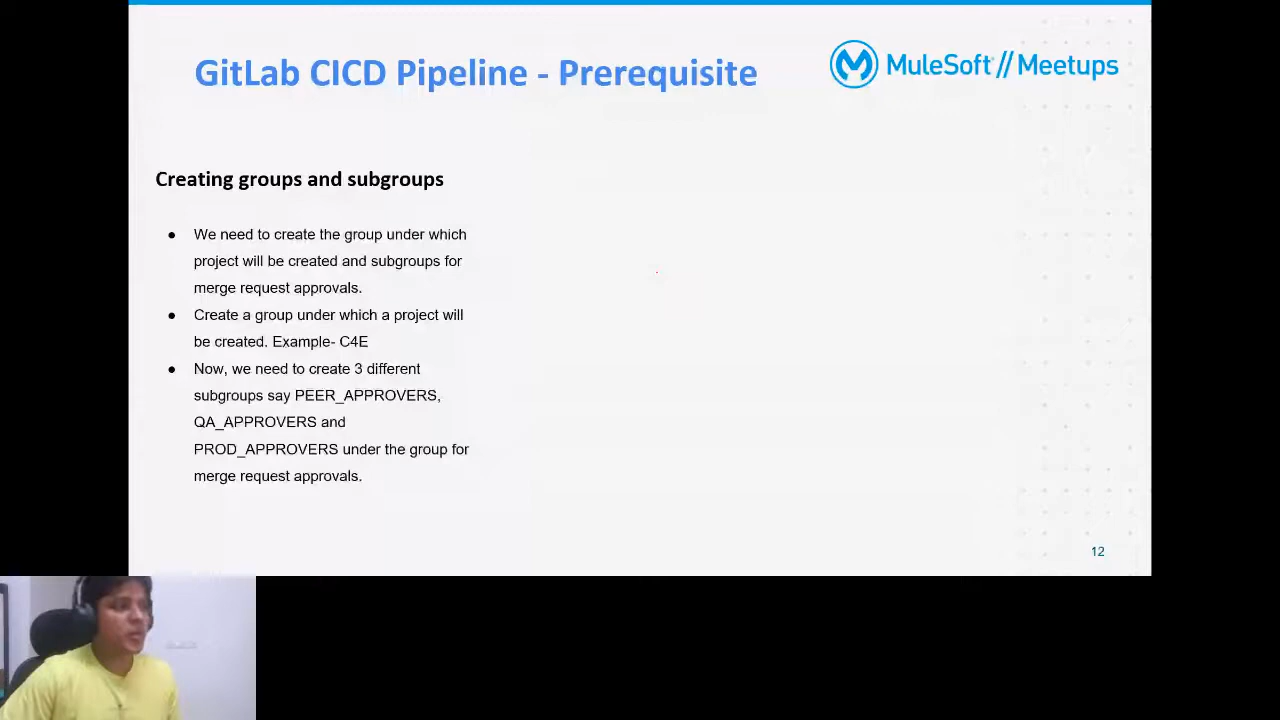 GitLab CICD Pipeline - Prerequisite
MuleSoft // Meetups
Creating groups and subgroups
● We need to create the group under which
project will be created and subgroups for
merge request approvals.
● Create a group under which a project will
be created. Example- C4E
● Now, we need to create 3 different
subgroups say PEER_APPROVERS,
QA_APPROVERS and
PROD_APPROVERS under the group for
merge request approvals.
12